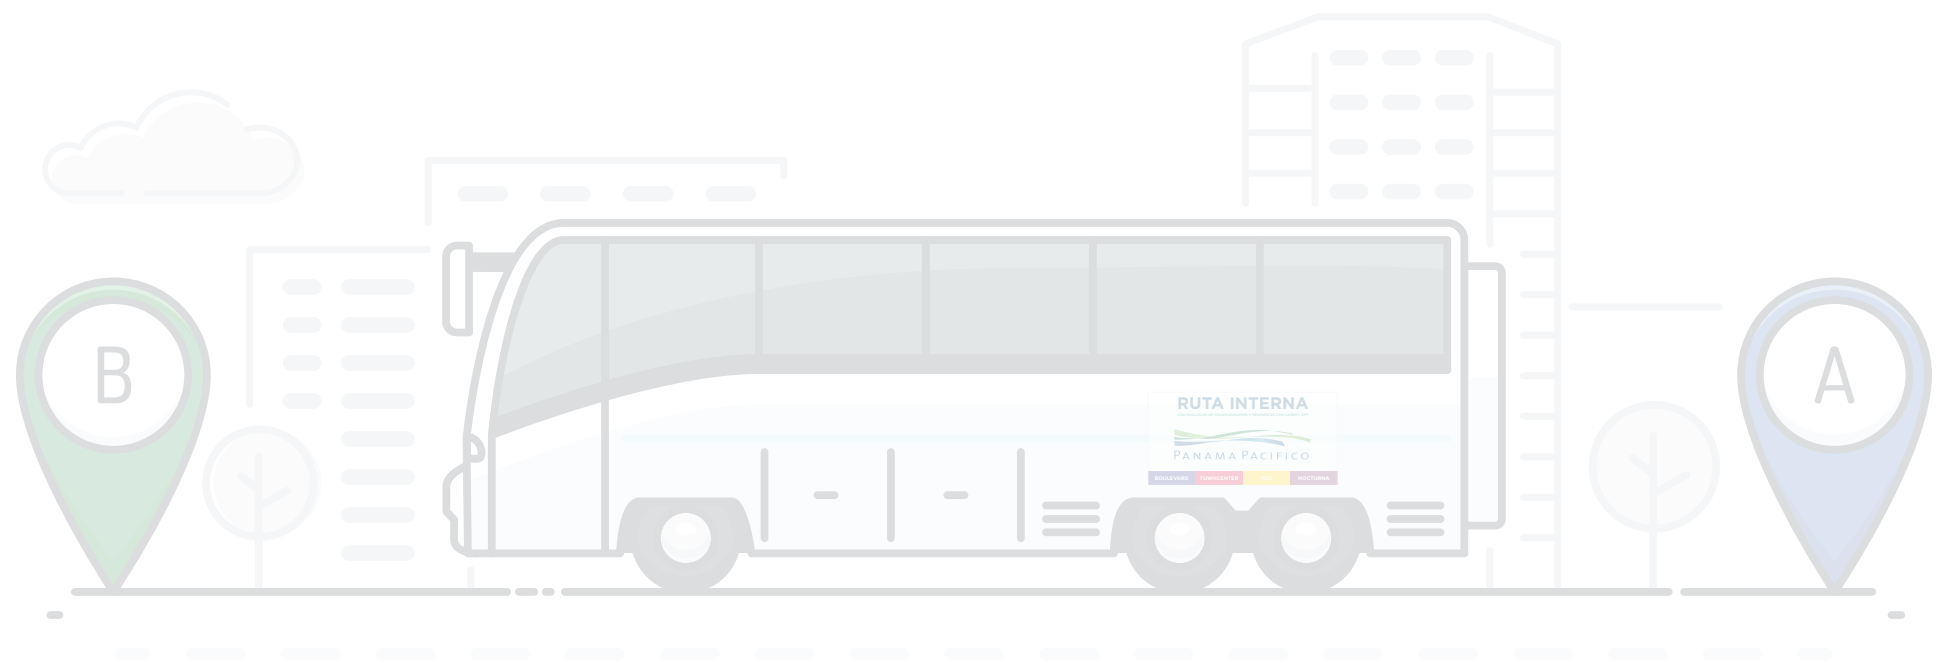 B
A
RUTA INTERNA
PANAMA PACIFICO
BOULEVARD TOWNCENTER NOCTURNA